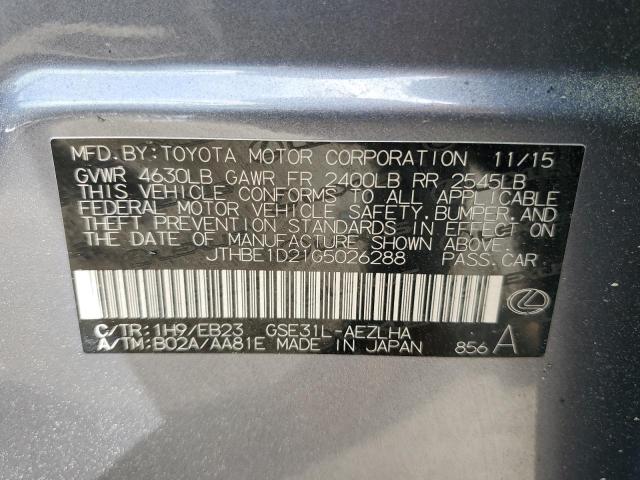 MFD.BY:TOYOTA MOTOR CORPORATION 11/15
GVWR 4630LB GAWR FR 2400LB RR 2545LB
THIS VEHICLE CONFORMS TO ALL APPLICABLE
FEDERAL MOTOR VEHICLE SAFETY,BUMPER,AND
THEFT PREVENTION STANDARDS IN EFFECT ON
THE DATE OF MANUFACTURE SHOWN ABOVE.
JTHBE1D21G5026288 PASS.CAR
C/TR:1H9/EB23 GSE31L-AEZLHA
A/TM:B02A/AA81E MADE IN JAPAN 856 A